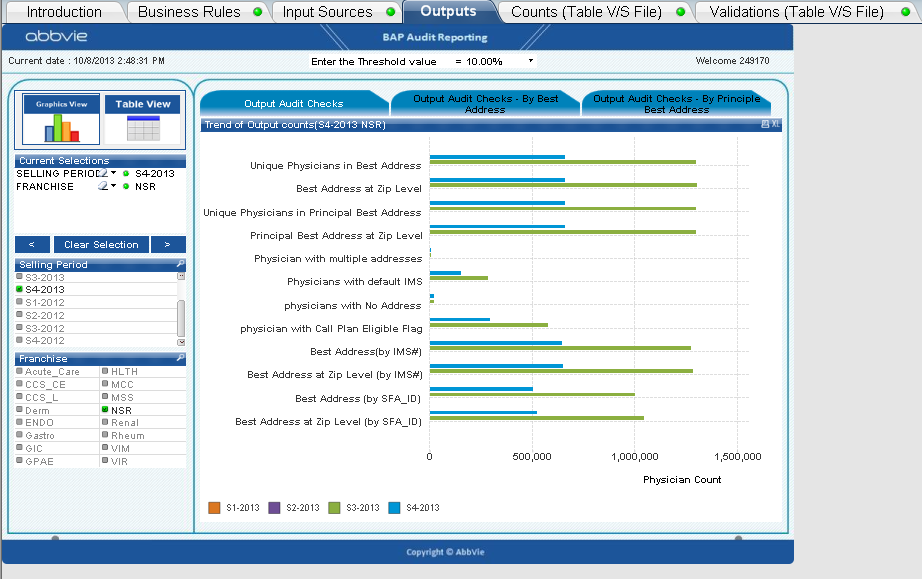 Introduction
Business Rules
Input Sources
Outputs
Counts (Table V/S File)
Validations (Table V/S File)
abbvie
BAP Audit Reporting
Current date : 10/8/2013 2:48:31 PM
Enter the Threshold value = 10.00%
Welcome 249170
Graphics View
Table View
Output Audit Checks
Output Audit Checks - By Best
Address
Output Audit Checks - By Principle
Best Address
Trend of Output counts(S4-2013 NSR)
XL
Current Selections
SELLING PERIOD S4-2013
FRANCHISE NSR
<
Clear Selection
>
Selling Period
S3-2013
S4-2013
S1-2012
S2-2012
S3-2012
S4-2012
Franchise
Acute_Care HLTH
CCS_CE MCC
CCS_L MSS
Derm NSR
ENDO Renal
Gastro Rheum
GIC VIM
GPAE VIR
Unique Physicians in Best Address
Best Address at Zip Level
Unique Physicians in Principal Best Address
Principal Best Address at Zip Level
Physician with multiple addresses
Physicians with default IMS
physicians with No Address
physician with Call Plan Eligible Flag
Best Address(by IMS#)
Best Address at Zip Level (by IMS#)
Best Address (by SFA_ID)
Best Address at Zip Level (by SFA_ID)
0 500,000 1,000,000 1,500,000
Physician Count
S1-2013 S2-2013 S3-2013 S4-2013
Copyright © AbbVie